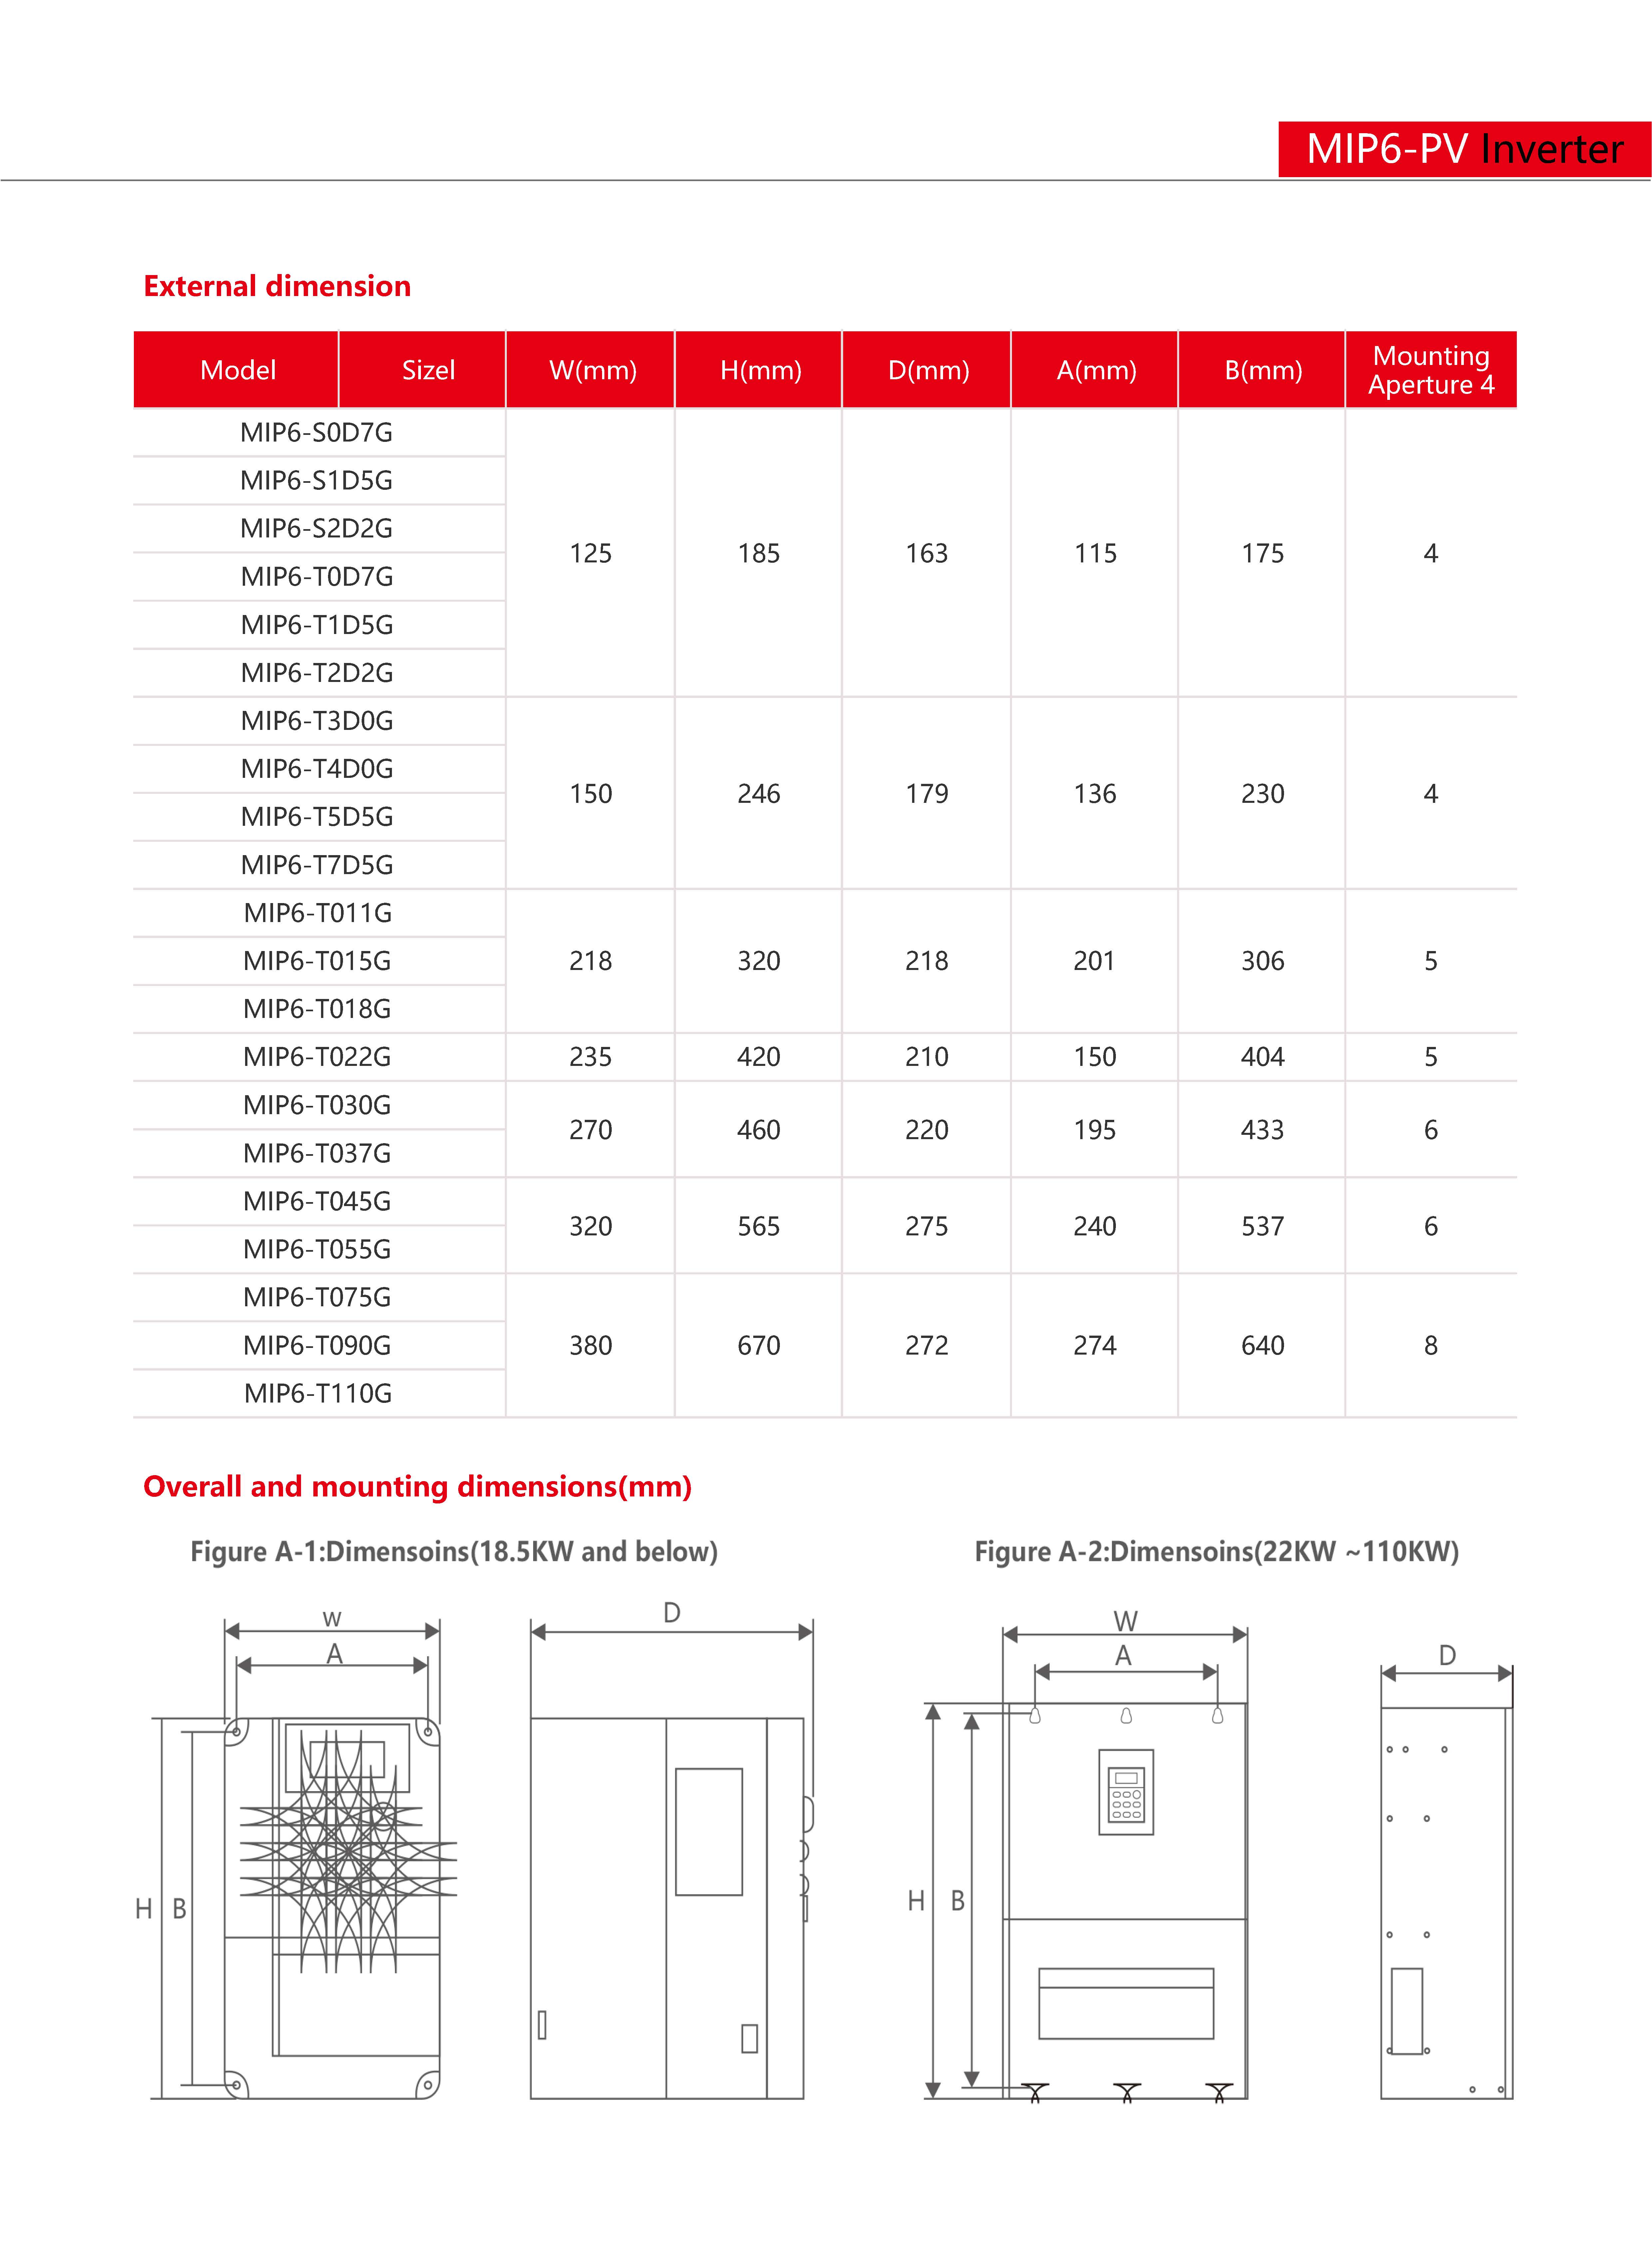 MIP6-PV Inverter
External dimension
Model Sizel W(mm) H(mm) D(mm) A(mm) B(mm) Mounting Aperture 4
MIP6-S0D7G
MIP6-S1D5G
MIP6-S2D2G
MIP6-T0D7G
MIP6-T1D5G
MIP6-T2D2G
125 185 163 115 175 4
MIP6-T3D0G
MIP6-T4D0G
MIP6-T5D5G
MIP6-T7D5G
150 246 179 136 230 4
MIP6-T011G
MIP6-T015G
MIP6-T018G
218 320 218 201 306 5
MIP6-T022G 235 420 210 150 404 5
MIP6-T030G
MIP6-T037G
270 460 220 195 433 6
MIP6-T045G
MIP6-T055G
320 565 275 240 537 6
MIP6-T075G
MIP6-T090G
MIP6-T110G
380 670 272 274 640 8
Overall and mounting dimensions(mm)
Figure A-1:Dimensoins(18.5KW and below)
w
A
H B
D
Figure A-2:Dimensoins(22KW ~110KW)
W
A
H B
D